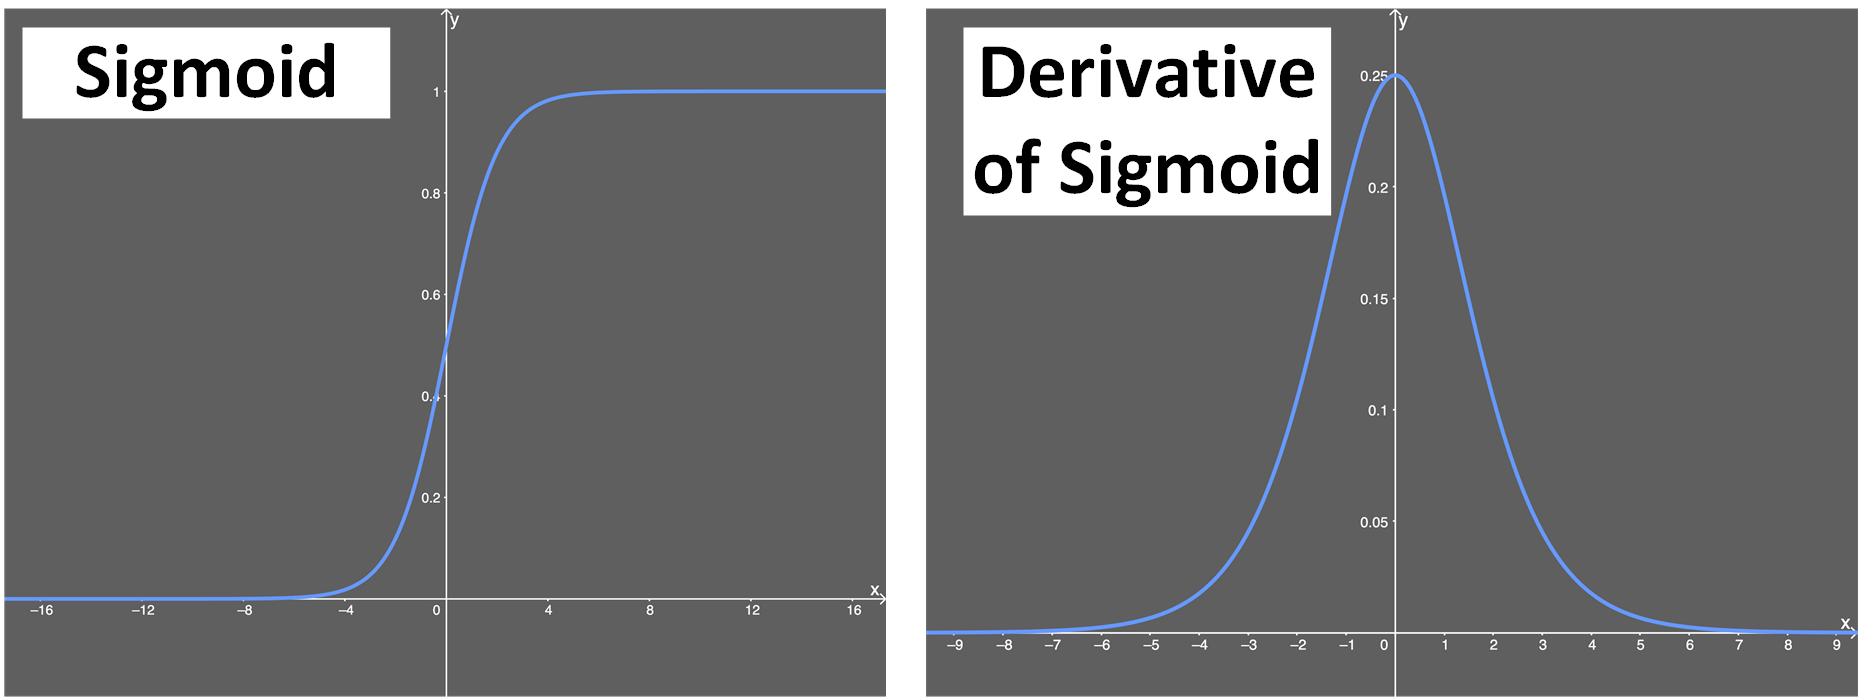 Sigmoid
y
1
0.8
0.6
0.4
0.2
x
−16 −12 −8 −4 0 4 8 12 16
Derivative
of Sigmoid
y
0.25
0.2
0.15
0.1
0.05
x
−9 −8 −7 −6 −5 −4 −3 −2 −1 0 1 2 3 4 5 6 7 8 9